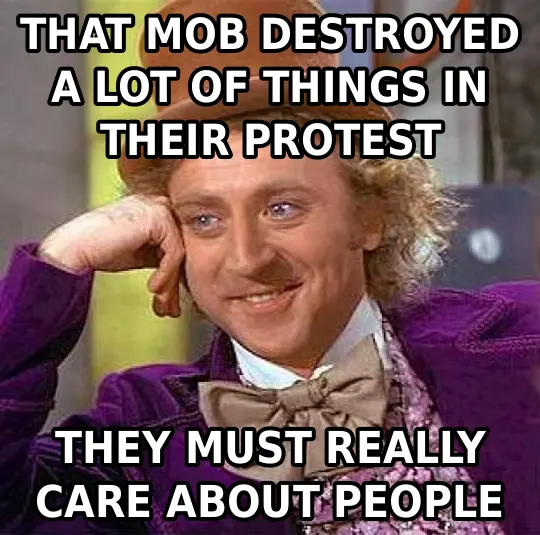 THAT MOB DESTROYED
A LOT OF THINGS IN
THEIR PROTEST
THEY MUST REALLY
CARE ABOUT PEOPLE